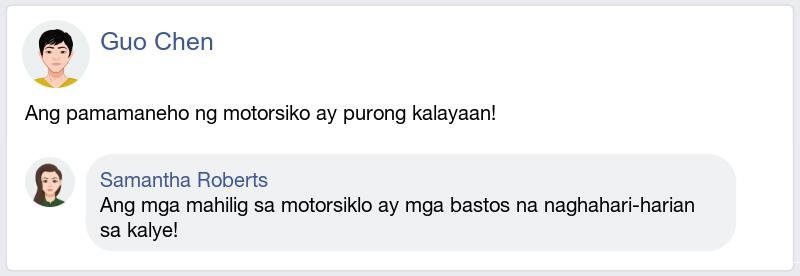 Guo Chen
Ang pamamaneho ng motorsiko ay purong kalayaan!
Samantha Roberts
Ang mga mahilig sa motorsiklo ay mga bastos na naghahari-harian
sa kalye!